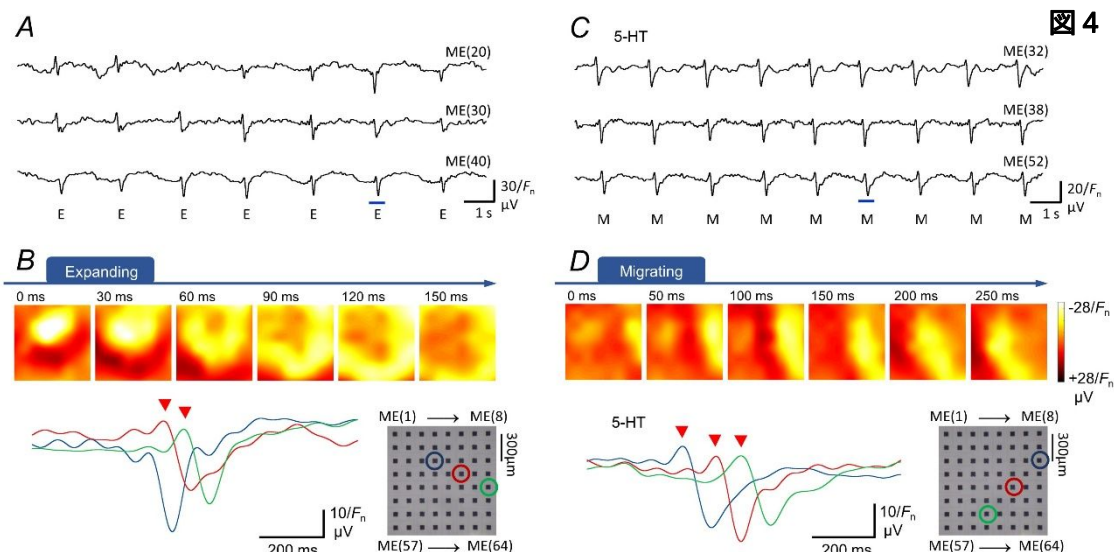 図 4
A
ME(20)
ME(30)
ME(40)
30/Fn
μV
1 s
E E E E E E E
B
Expanding
0 ms 30 ms 60 ms 90 ms 120 ms 150 ms
ME(1) → ME(8)
300μm
10/Fn
μV
200 ms
ME(57) → ME(64)
C 5-HT
ME(32)
ME(38)
ME(52)
20/Fn
μV
1 s
M M M M M M M M M
D
Migrating
0 ms 50 ms 100 ms 150 ms 200 ms 250 ms
-28/Fn
+28/Fn
μV
5-HT
ME(1) → ME(8)
300μm
10/Fn
μV
200 ms
ME(57) → ME(64)